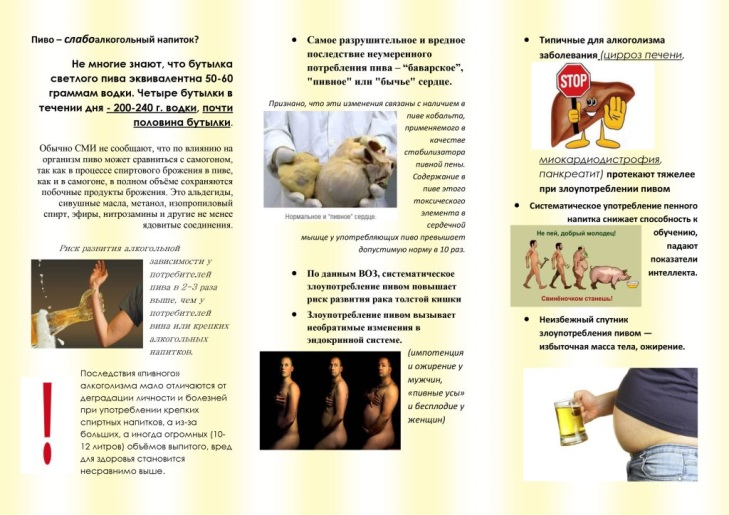 Пиво – слабоалкогольный напиток?
Не многие знают, что бутылка
светлого пива эквивалентна 50-60
граммам водки. Четыре бутылки в
течении дня - 200-240 г. водки, почти
половина бутылки.
Обычно СМИ не сообщают, что по влиянию на
организм пиво может сравниться с самогоном,
так как в процессе спиртового брожения в пиве,
как и в самогоне, в полном объёме сохраняются
побочные продукты брожения. Это альдегиды,
сивушные масла, метанол, изопропиловый
спирт, эфиры, нитрозамины и другие не менее
ядовитые соединения.
Риск развития алкогольной
зависимости у
потребителей
пива в 2-3 раза
выше, чем у
потребителей
вина или крепких
алкогольных
напитков.
!
Последствия «пивного»
алкоголизма мало отличаются от
деградации личности и болезней
при употреблении крепких
спиртных напитков, а из-за
больших, а иногда огромных (10-
12 литров) объёмов выпитого, вред
для здоровья становится
несравнимо выше.
• Самое разрушительное и вредное
последствие неумеренного
потребления пива – “баварское”,
"пивное" или "бычье" сердце.
Признано, что эти изменения связаны с наличием в
пиве кобальта,
применяемого в
качестве
стабилизатора
пивной пены.
Содержание в
пиве этого
токсического
элемента в
сердечной
Нормальное и "пивное" сердце.
мышце у употребляющих пиво превышает
допустимую норму в 10 раз.
• По данным ВОЗ, систематическое
злоупотребление пивом повышает
риск развития рака толстой кишки
• Злоупотребление пивом вызывает
необратимые изменения в
эндокринной системе.
(импотенция
и ожирение у
мужчин,
«пивные усы»
и бесплодие у
женщин)
• Типичные для алкоголизма
заболевания (цирроз печени,
STOP
миокардиодистрофия,
панкреатит) протекают тяжелее
при злоупотреблении пивом
• Систематическое употребление пенного
напитка снижает способность к
обучению,
падают
показатели
интеллекта.
Не пей, добрый молодец!
Свинёночком станешь!
• Неизбежный спутник
злоупотребления пивом —
избыточная масса тела, ожирение.